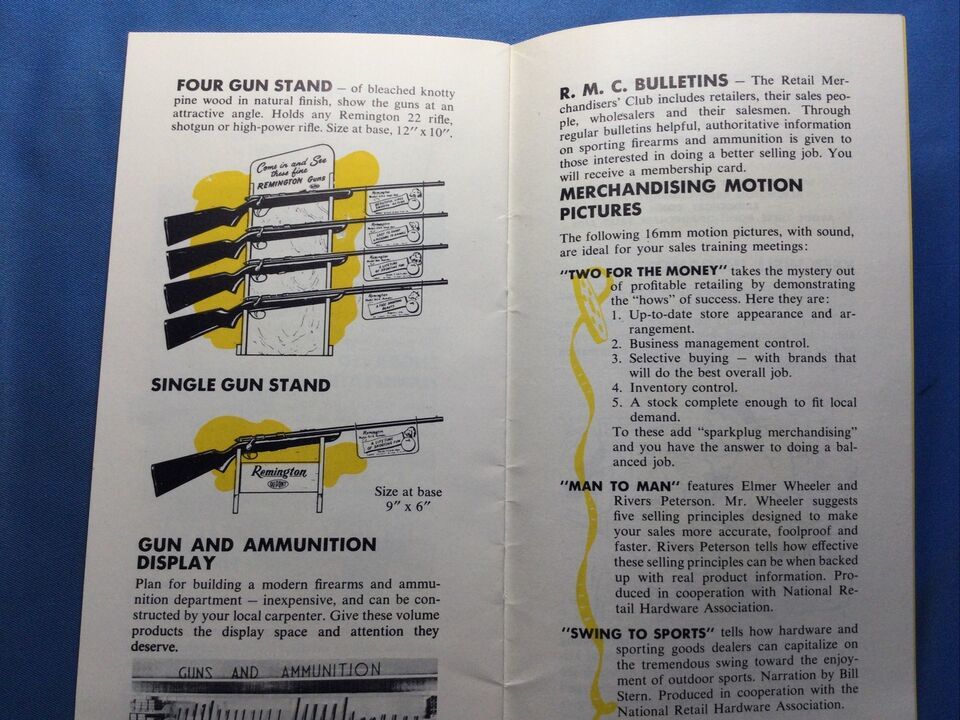 FOUR GUN STAND — of bleached knotty
pine wood in natural finish, show the guns at an
attractive angle. Holds any Remington 22 rifle,
shotgun or high-power rifle. Size at base, 12″ x 10″.
Come in and See
these fine
REMINGTON Guns
Remington
Remington
Remington
Remington
SINGLE GUN STAND
Remington
A LIFETIME
OF SHOOTING FUN
Remington
DU PONT
Size at base
9″ x 6″
GUN AND AMMUNITION
DISPLAY
Plan for building a modern firearms and ammu-
nition department — inexpensive, and can be con-
structed by your local carpenter. Give these volume
products the display space and attention they
deserve.
GUNS AND AMMUNITION
R. M. C. BULLETINS — The Retail Mer-
chandisers' Club includes retailers, their sales peo-
ple, wholesalers and their salesmen. Through
regular bulletins helpful, authoritative information
on sporting firearms and ammunition is given to
those interested in doing a better selling job. You
will receive a membership card.
MERCHANDISING MOTION
PICTURES
The following 16mm motion pictures, with sound,
are ideal for your sales training meetings:
"TWO FOR THE MONEY" takes the mystery out
of profitable retailing by demonstrating
the "hows" of success. Here they are:
1. Up-to-date store appearance and ar-
rangement.
2. Business management control.
3. Selective buying — with brands that
will do the best overall job.
4. Inventory control.
5. A stock complete enough to fit local
demand.
To these add "sparkplug merchandising"
and you have the answer to doing a bal-
anced job.
"MAN TO MAN" features Elmer Wheeler and
Rivers Peterson. Mr. Wheeler suggests
five selling principles designed to make
your sales more accurate, foolproof and
faster. Rivers Peterson tells how effective
these selling principles can be when backed
up with real product information. Pro-
duced in cooperation with National Re-
tail Hardware Association.
"SWING TO SPORTS" tells how hardware and
sporting goods dealers can capitalize on
the tremendous swing toward the enjoy-
ment of outdoor sports. Narration by Bill
Stern. Produced in cooperation with the
National Retail Hardware Association.